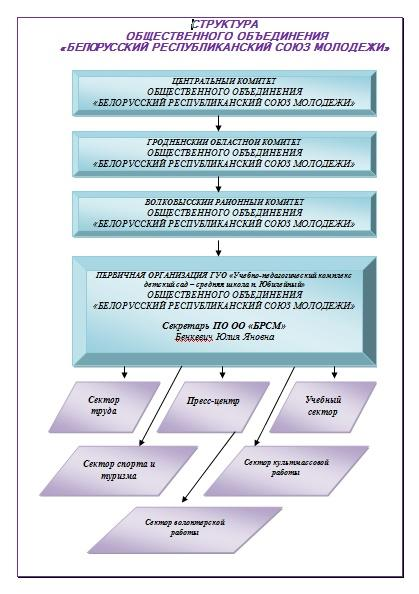 СТРУКТУРА
ОБЩЕСТВЕННОГО ОБЪЕДИНЕНИЯ
«БЕЛОРУССКИЙ РЕСПУБЛИКАНСКИЙ СОЮЗ МОЛОДЕЖИ»
ЦЕНТРАЛЬНЫЙ КОМИТЕТ
ОБЩЕСТВЕННОГО ОБЪЕДИНЕНИЯ
«БЕЛОРУССКИЙ РЕСПУБЛИКАНСКИЙ СОЮЗ МОЛОДЕЖИ»
ГРОДНЕНСКИЙ ОБЛАСТНОЙ КОМИТЕТ
ОБЩЕСТВЕННОГО ОБЪЕДИНЕНИЯ
«БЕЛОРУССКИЙ РЕСПУБЛИКАНСКИЙ СОЮЗ МОЛОДЕЖИ»
ВОЛКОВЫССКИЙ РАЙОННЫЙ КОМИТЕТ
ОБЩЕСТВЕННОГО ОБЪЕДИНЕНИЯ
«БЕЛОРУССКИЙ РЕСПУБЛИКАНСКИЙ СОЮЗ МОЛОДЕЖИ»
ПЕРВИЧНАЯ ОРГАНИЗАЦИЯ ГУО «Учебно-педагогический комплекс
детский сад – средняя школа п. Юбилейный»
ОБЩЕСТВЕННОГО ОБЪЕДИНЕНИЯ
«БЕЛОРУССКИЙ РЕСПУБЛИКАНСКИЙ СОЮЗ МОЛОДЕЖИ»
Секретарь ПО ОО «БРСМ»
Бенкевич Юлия Яновна
Сектор
труда
Пресс-центр
Учебный
сектор
Сектор спорта и
туризма
Сектор культмассовой
работы
Сектор волонтерской
работы